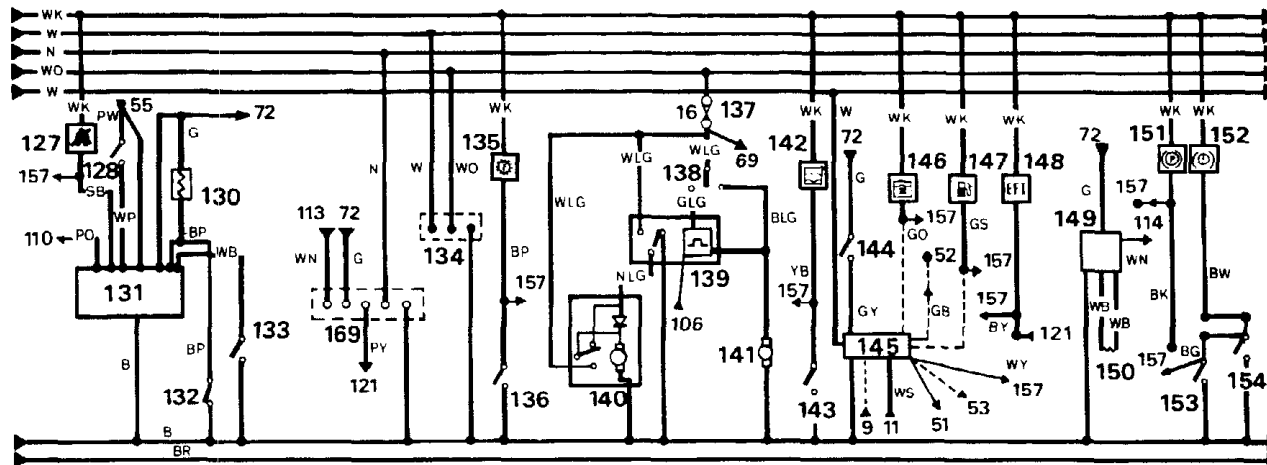 WK
W
N
WO
W
WK
PW
55
G
72
127
128
157
SB
130
WP
110
PO
BP
WB
131
133
B
BP
132
B
BR
113
72
WN
G
N
169
PY
121
W
WO
134
WK
135
BP
157
136
16
137
WLG
WLG
69
138
WLG
GLG
BLG
NLG
139
106
140
141
WK
142
YB
157
143
W
72
G
144
GY
145
9
WS
11
51
53
157
WY
WK
146
157
GO
52
GB
WK
147
GS
157
WK
148
EFI
157
BY
121
72
G
149
157
114
WN
WB
WB
150
WK
151
BK
157
WK
152
BW
BG
153
154